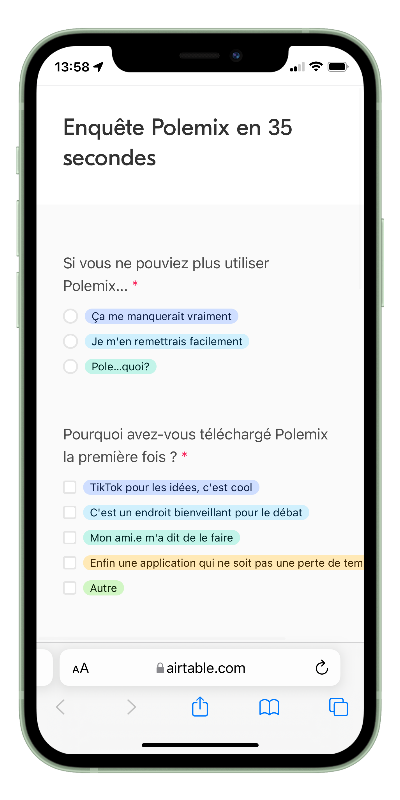 13:58
Enquête Polemix en 35
secondes
Si vous ne pouviez plus utiliser
Polemix... *
Ça me manquerait vraiment
Je m'en remettrais facilement
Pole...quoi?
Pourquoi avez-vous téléchargé Polemix
la première fois ? *
TikTok pour les idées, c'est cool
C'est un endroit bienveillant pour le débat
Mon ami.e m'a dit de le faire
Enfin une application qui ne soit pas une perte de tem
Autre
AA airtable.com